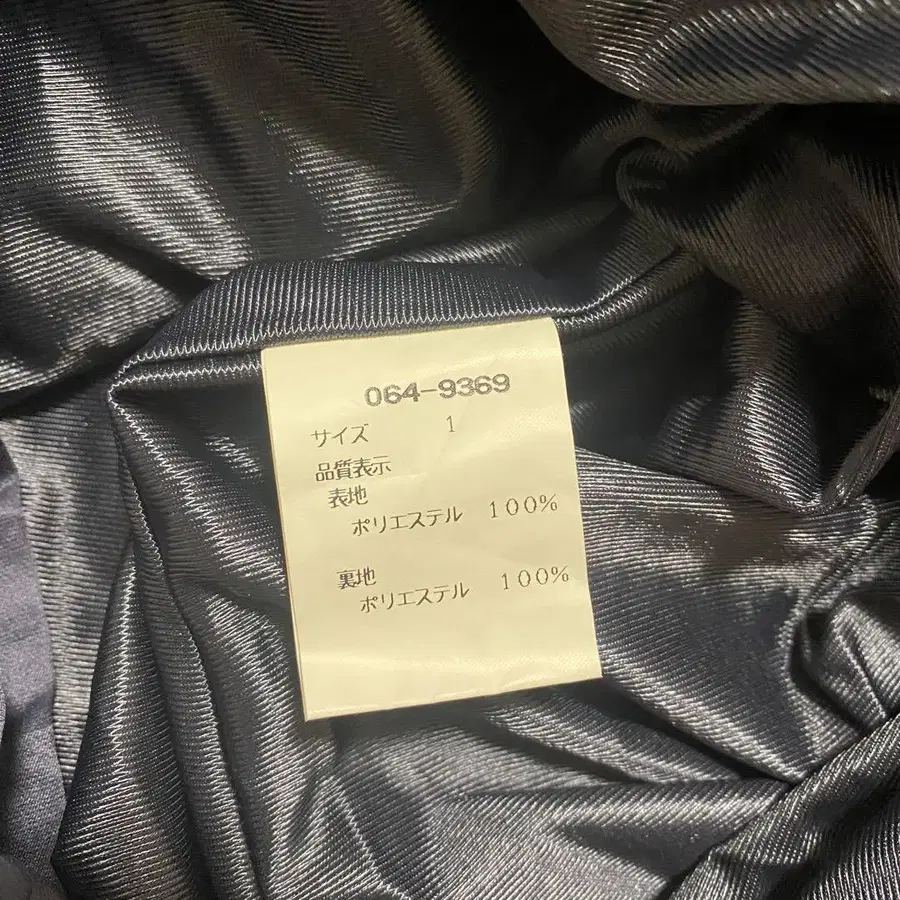 064-9369
サイズ 1
品質表示
表地
ポリエステル 100%
裏地
ポリエステル 100%